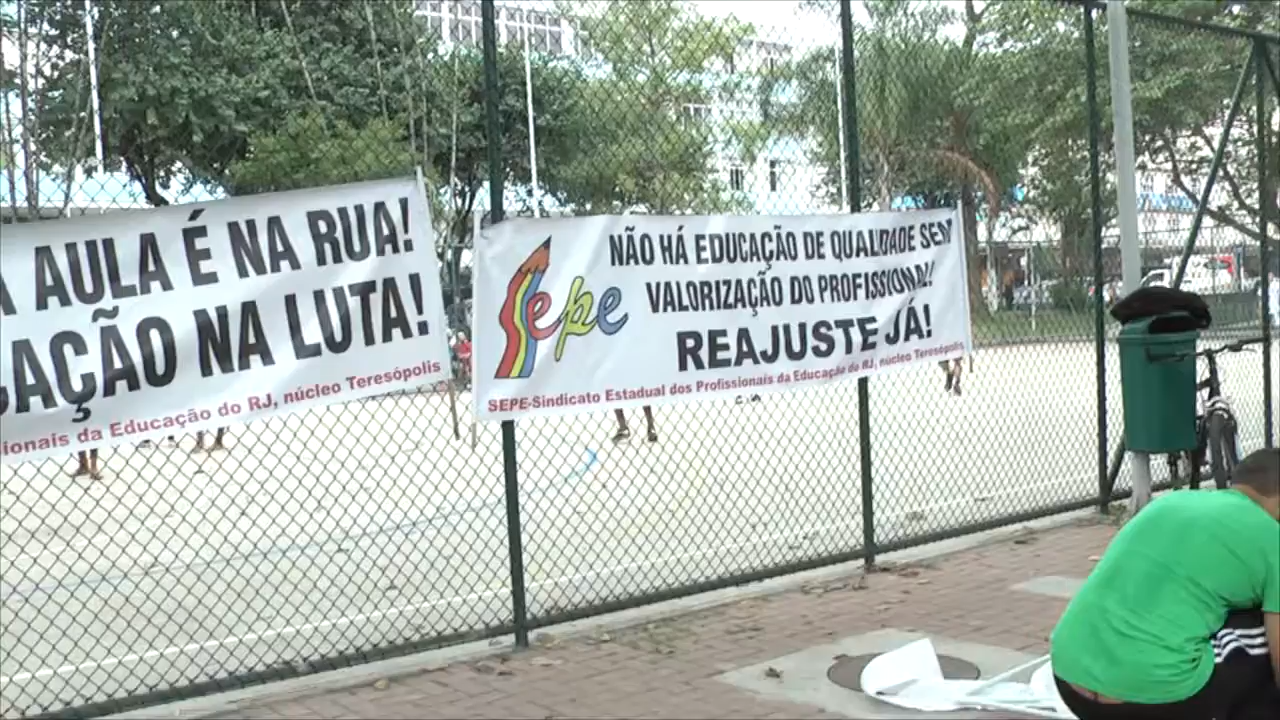 AULA É NA RUA!
CAÇÃO NA LUTA!
ionais da Educação do RJ, núcleo Teresópolis
Sepe
NÃO HÁ EDUCAÇÃO DE QUALIDADE SEM
VALORIZAÇÃO DO PROFISSIONAL!
REAJUSTE JÁ!
SEPE-Sindicato Estadual dos Profissionais da Educação do RJ, núcleo Teresópolis